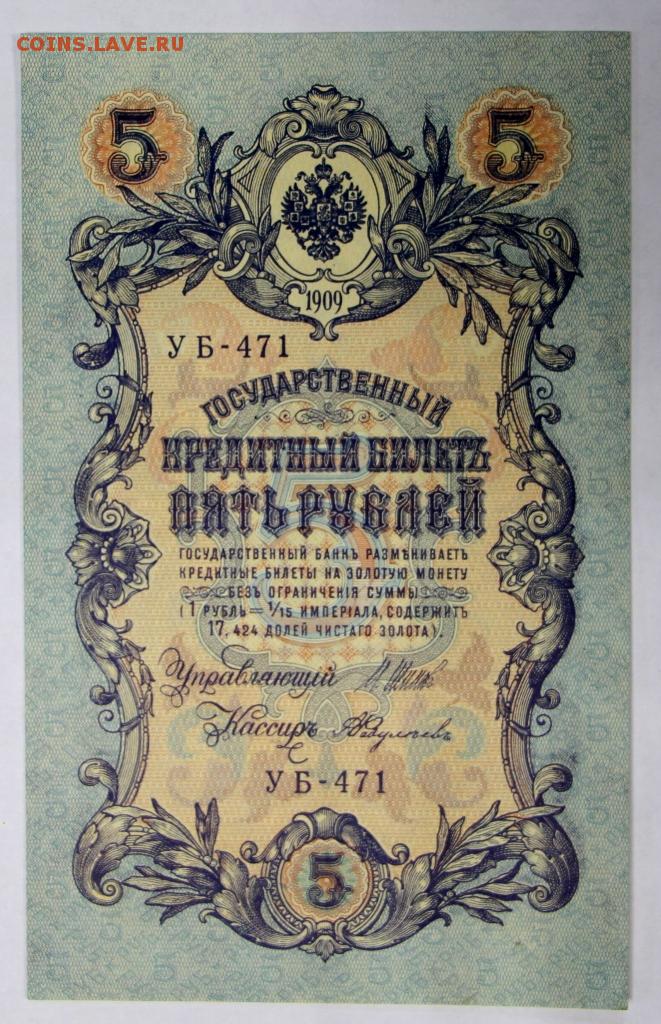 COINS.LAVE.RU
5 5
1909
УБ-471
ГОСУДАРСТВЕННЫЙ
КРЕДИТНЫЙ БИЛЕТЪ
ПЯТЬ РУБЛЕЙ
ГОСУДАРСТВЕННЫЙ БАНКЪ РАЗМѢНИВАЕТЪ
КРЕДИТНЫЕ БИЛЕТЫ НА ЗОЛОТУЮ МОНЕТУ
БЕЗЪ ОГРАНИЧЕНІЯ СУММЫ
(1 РУБЛЬ = 1/15 ИМПЕРІАЛА, СОДЕРЖИТЪ
17,424 ДОЛЕЙ ЧИСТАГО ЗОЛОТА).
Управляющій
Кассиръ
УБ-471
5